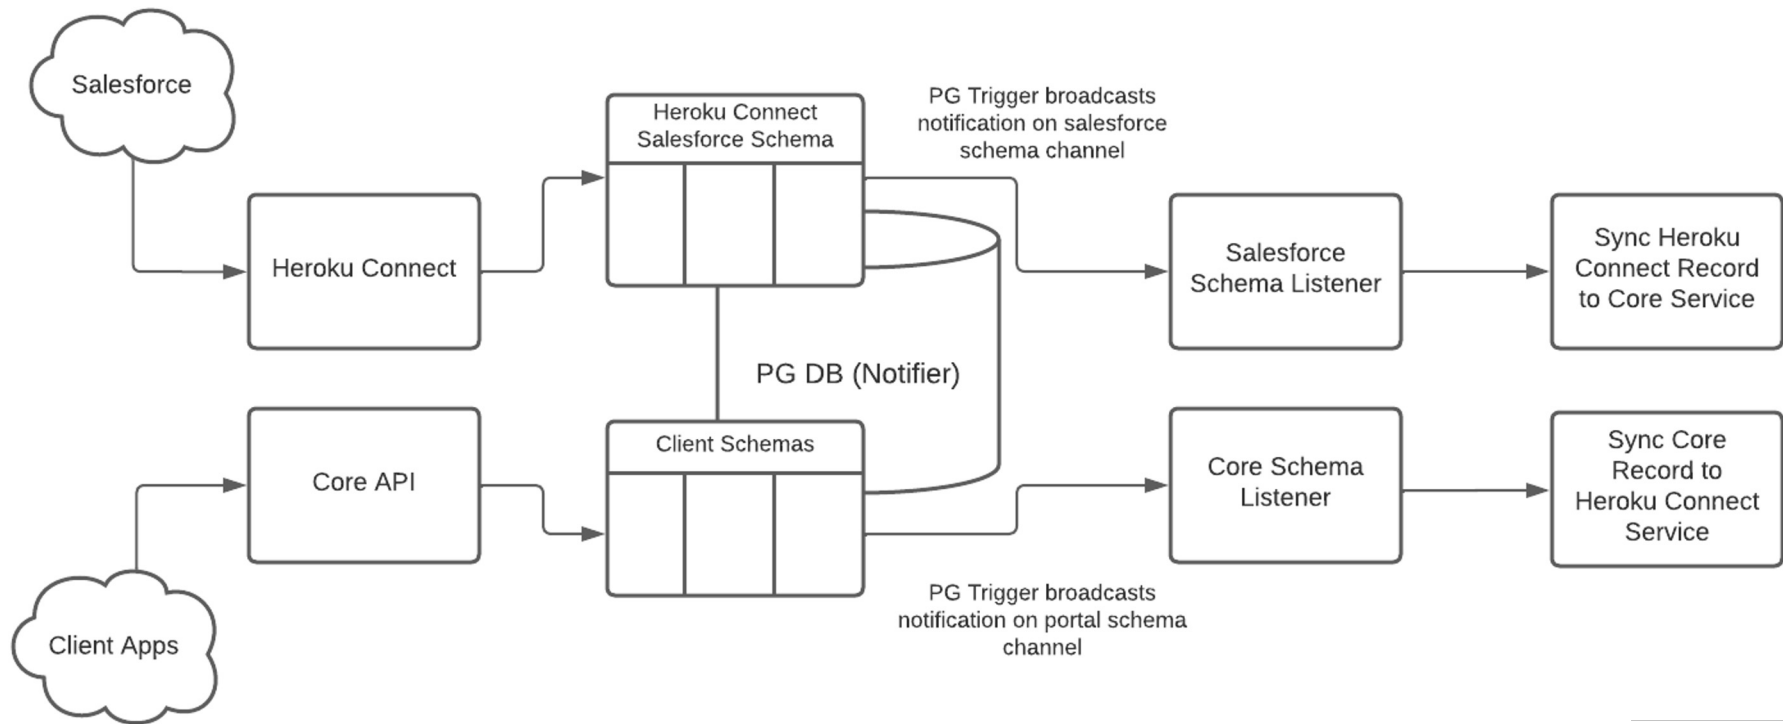 Salesforce
Heroku Connect
Heroku Connect
Salesforce Schema
PG Trigger broadcasts
notification on salesforce
schema channel
Salesforce
Schema Listener
Sync Heroku
Connect Record
to Core Service
PG DB (Notifier)
Client Apps
Core API
Client Schemas
PG Trigger broadcasts
notification on portal schema
channel
Core Schema
Listener
Sync Core
Record to
Heroku Connect
Service